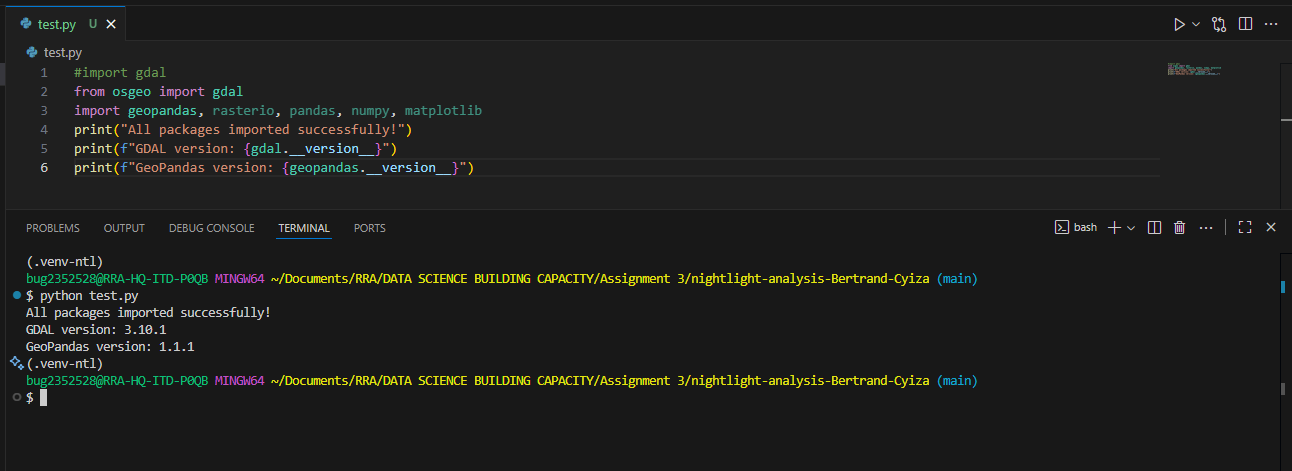 test.py U
test.py
1 #import gdal
2 from osgeo import gdal
3 import geopandas, rasterio, pandas, numpy, matplotlib
4 print("All packages imported successfully!")
5 print(f"GDAL version: {gdal.__version__}")
6 print(f"GeoPandas version: {geopandas.__version__}")
PROBLEMS OUTPUT DEBUG CONSOLE TERMINAL PORTS bash
(.venv-ntl)
bug2352528@RRA-HQ-ITD-P0QB MINGW64 ~/Documents/RRA/DATA SCIENCE BUILDING CAPACITY/Assignment 3/nightlight-analysis-Bertrand-Cyiza (main)
$ python test.py
All packages imported successfully!
GDAL version: 3.10.1
GeoPandas version: 1.1.1
(.venv-ntl)
bug2352528@RRA-HQ-ITD-P0QB MINGW64 ~/Documents/RRA/DATA SCIENCE BUILDING CAPACITY/Assignment 3/nightlight-analysis-Bertrand-Cyiza (main)
$